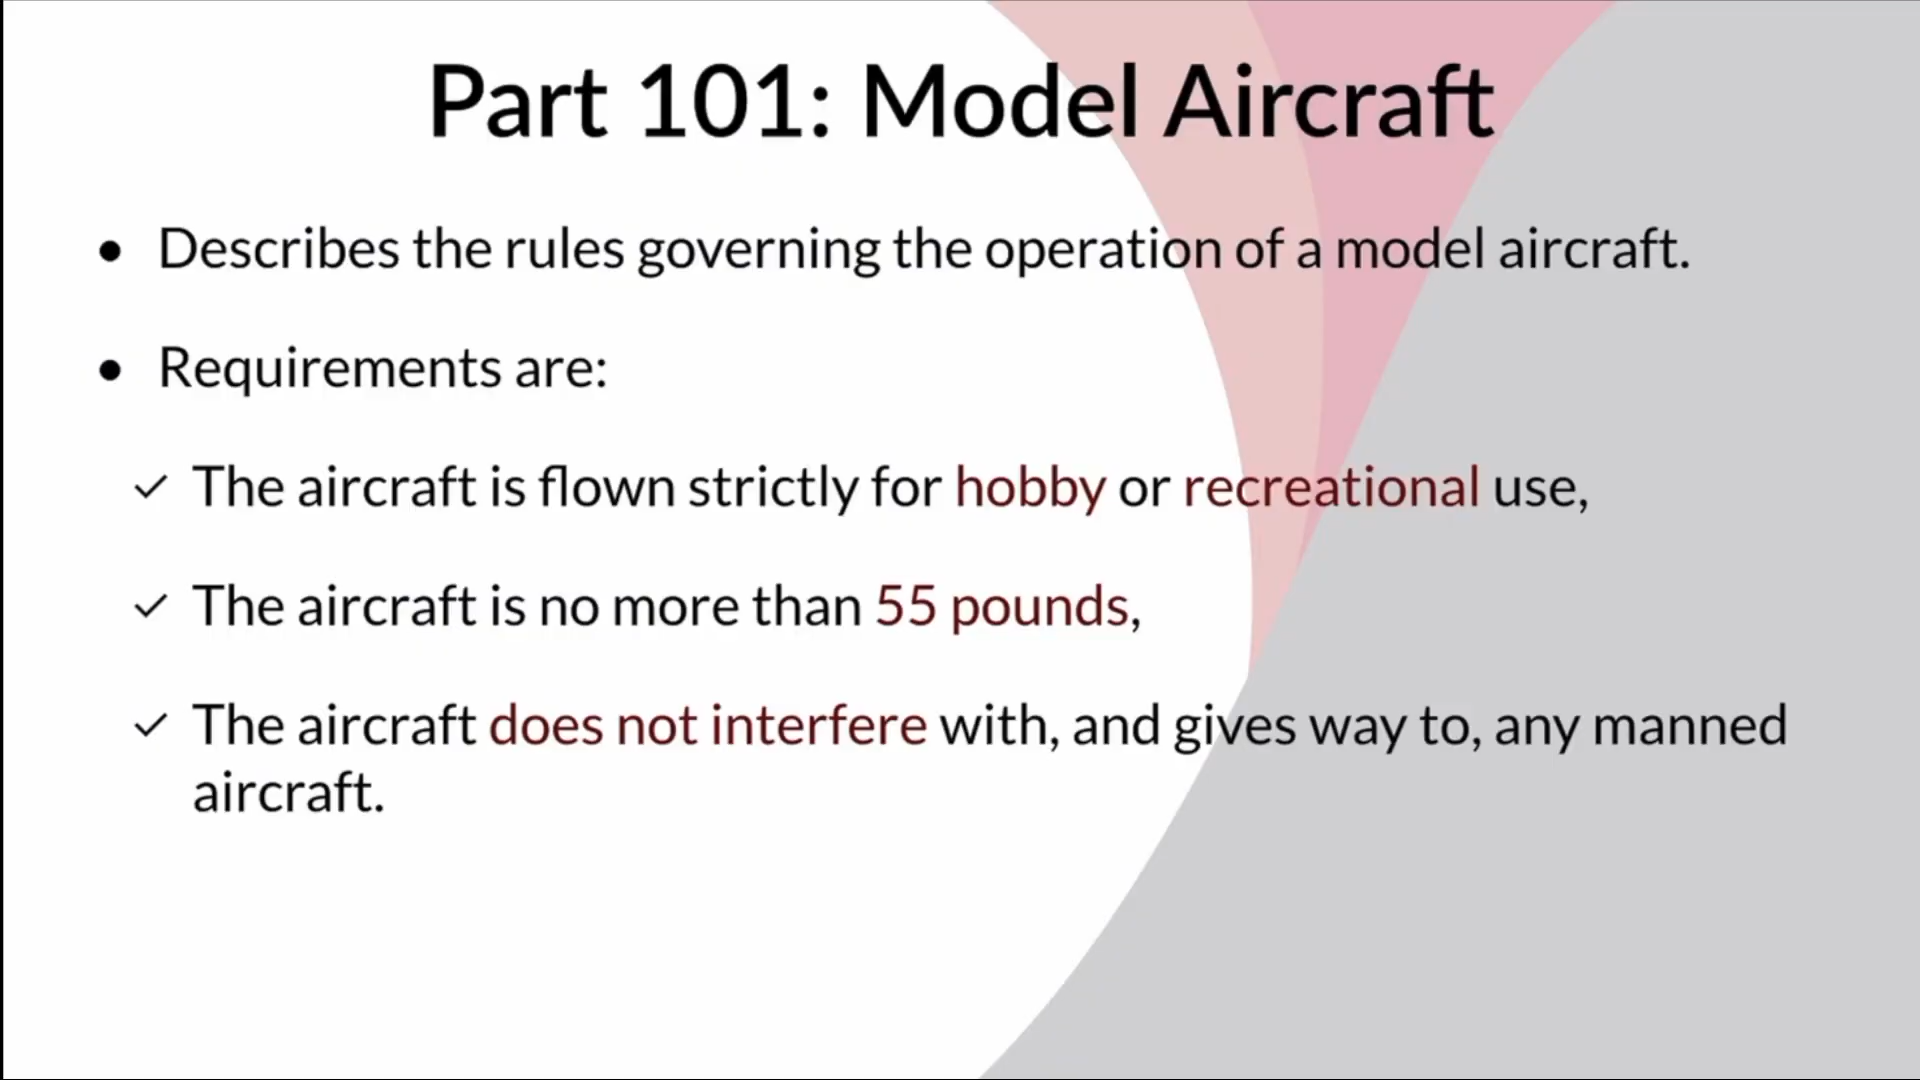 Part 101: Model Aircraft
• Describes the rules governing the operation of a model aircraft.
• Requirements are:
✓ The aircraft is flown strictly for hobby or recreational use,
✓ The aircraft is no more than 55 pounds,
✓ The aircraft does not interfere with, and gives way to, any manned
aircraft.